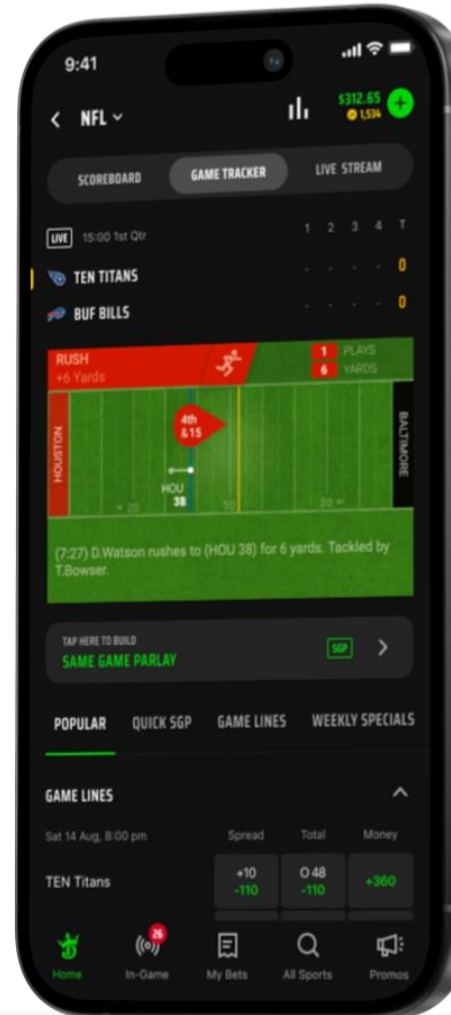 9:41
NFL
$312.65
1,534
SCOREBOARD GAME TRACKER LIVE STREAM
LIVE 15:00 1st Qtr 1 2 3 4 T
TEN TITANS - - - - 0
BUF BILLS - - - - 0
RUSH
+6 Yards
1 PLAYS
6 YARDS
HOUSTON
4th
&15
HOU
38
20
50
20
BALTIMORE
(7:27) D.Watson rushes to (HOU 38) for 6 yards. Tackled by
T.Bowser.
TAP HERE TO BUILD
SAME GAME PARLAY
SGP
POPULAR QUICK SGP GAME LINES WEEKLY SPECIALS
GAME LINES
Sat 14 Aug, 8:00 pm Spread Total Money
TEN Titans
+10
-110
O 48
-110
+360
26
Home In-Game My Bets All Sports Promos